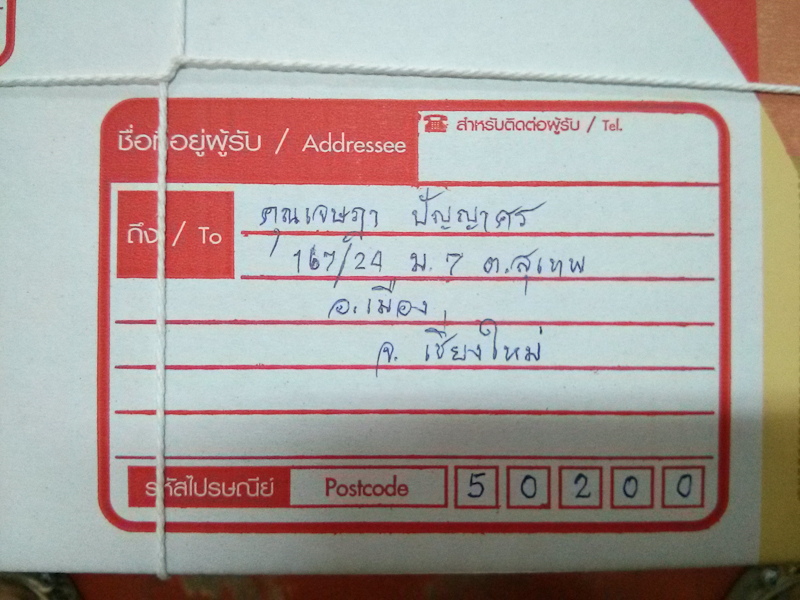 ชื่อที่อยู่ผู้รับ / Addressee
สำหรับติดต่อผู้รับ / Tel.
ถึง / To
คุณเจษฎา ปัญญาศร
167/24 ม. 7 ต.สุเทพ
อ.เมือง
จ. เชียงใหม่
รหัสไปรษณีย์ Postcode 5 0 2 0 0